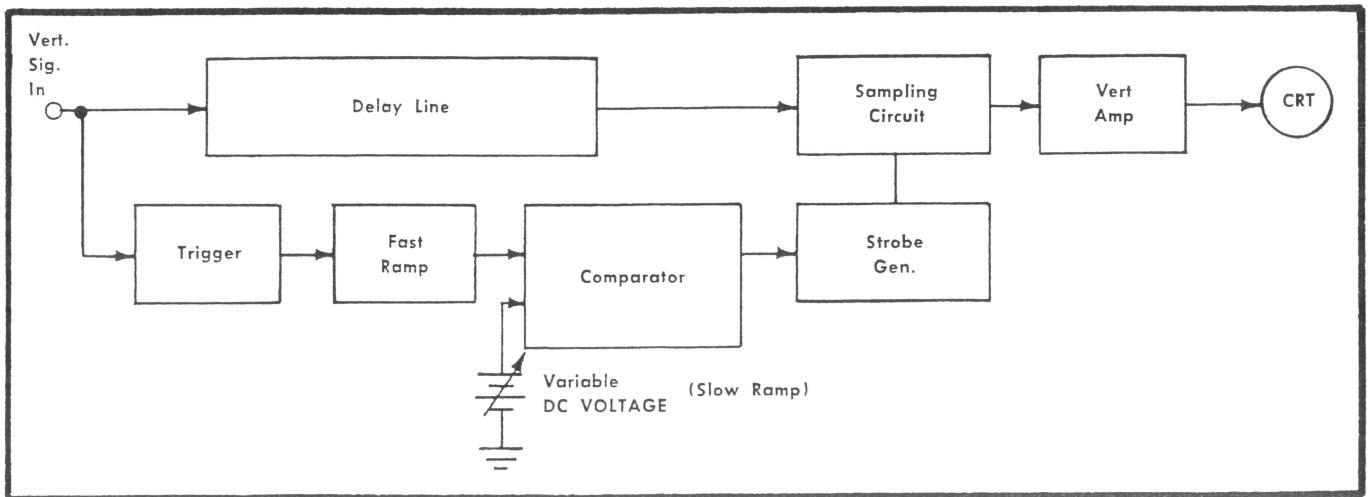 Vert.
Sig.
In
Delay Line
Sampling
Circuit
Vert
Amp
CRT
Trigger
Fast
Ramp
Comparator
Strobe
Gen.
Variable (Slow Ramp)
DC VOLTAGE